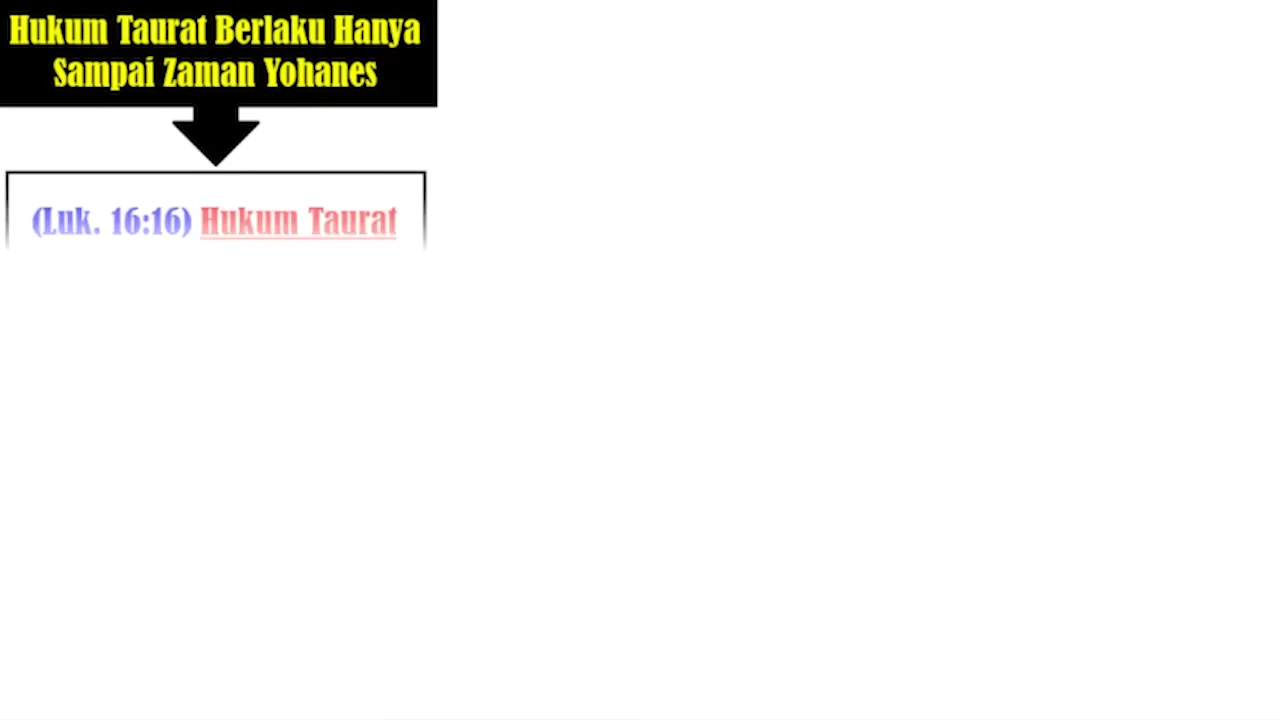 Hukum Taurat Berlaku Hanya
Sampai Zaman Yohanes
(Luk. 16:16) Hukum Taurat